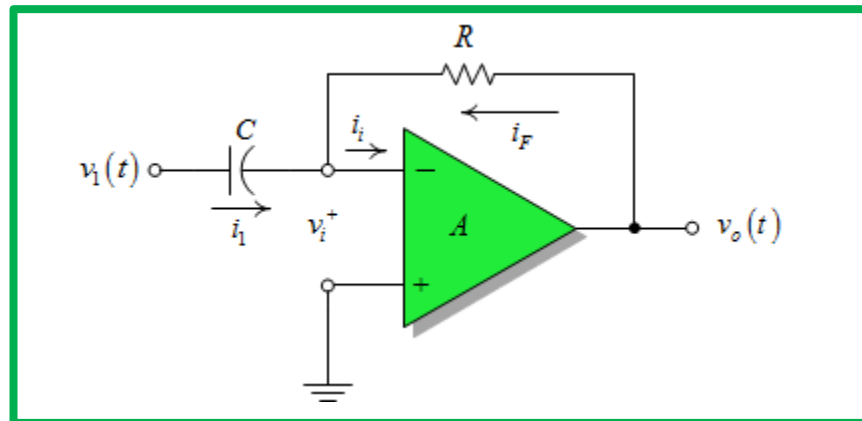 R
i_F
C
i_i
v_1(t)
i_1
v_i^+
−
A
+
v_o(t)